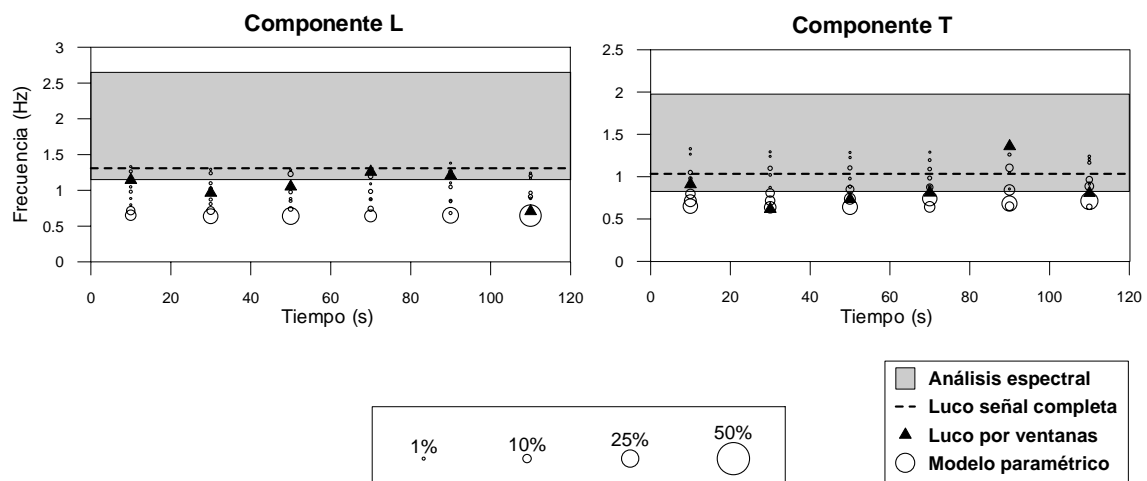 Componente L
Componente T
3
2.5
2
1.5
1
0.5
0
Frecuencia (Hz)
0 20 40 60 80 100 120
Tiempo (s)
2.5
2
1.5
1
0.5
0
0 20 40 60 80 100 120
Tiempo (s)
1% 10% 25% 50%
Análisis espectral
Luco señal completa
Luco por ventanas
Modelo paramétrico